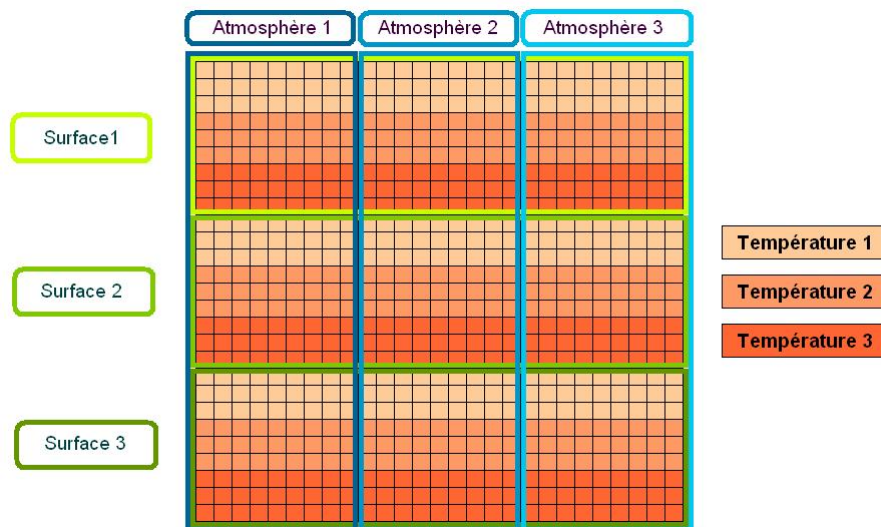 Atmosphère 1
Atmosphère 2
Atmosphère 3
Surface1
Surface 2
Surface 3
Température 1
Température 2
Température 3